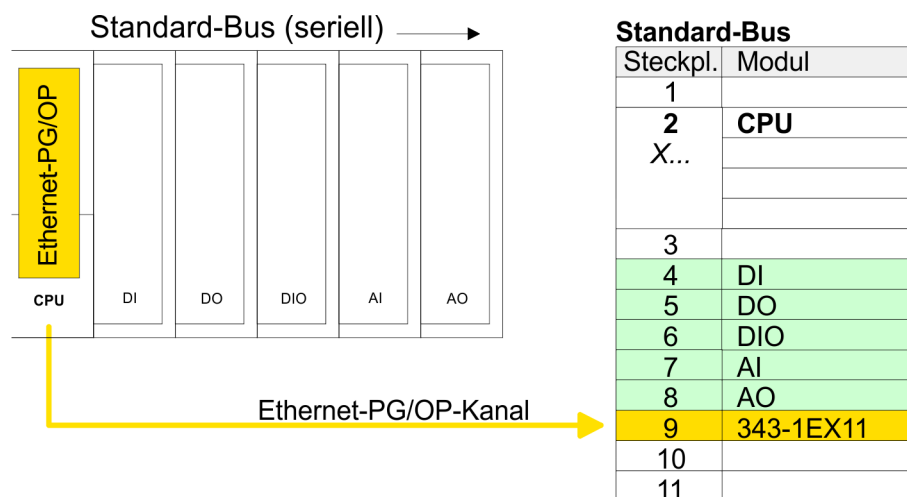 Standard-Bus (seriell)
Ethernet-PG/OP
CPU
DI
DO
DIO
AI
AO
Ethernet-PG/OP-Kanal
Standard-Bus
Steckpl. Modul
1
2 CPU
X...
3
4 DI
5 DO
6 DIO
7 AI
8 AO
9 343-1EX11
10
11